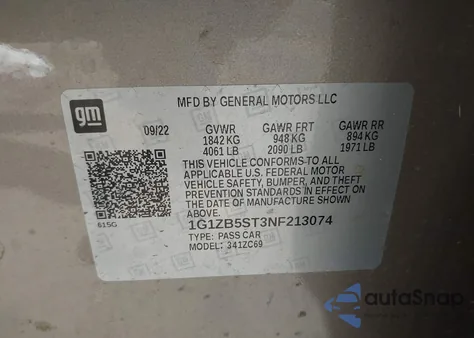 gm
MFD BY GENERAL MOTORS LLC
09/22 GVWR GAWR FRT GAWR RR
1842 KG 948 KG 894 KG
4061 LB 2090 LB 1971 LB
THIS VEHICLE CONFORMS TO ALL
APPLICABLE U.S. FEDERAL MOTOR
VEHICLE SAFETY, BUMPER, AND THEFT
PREVENTION STANDARDS IN EFFECT ON
THE DATE OF MANUFACTURE SHOWN
ABOVE.
615G
1G1ZB5ST3NF213074
TYPE: PASS CAR
MODEL: 341ZC69
autoSnap